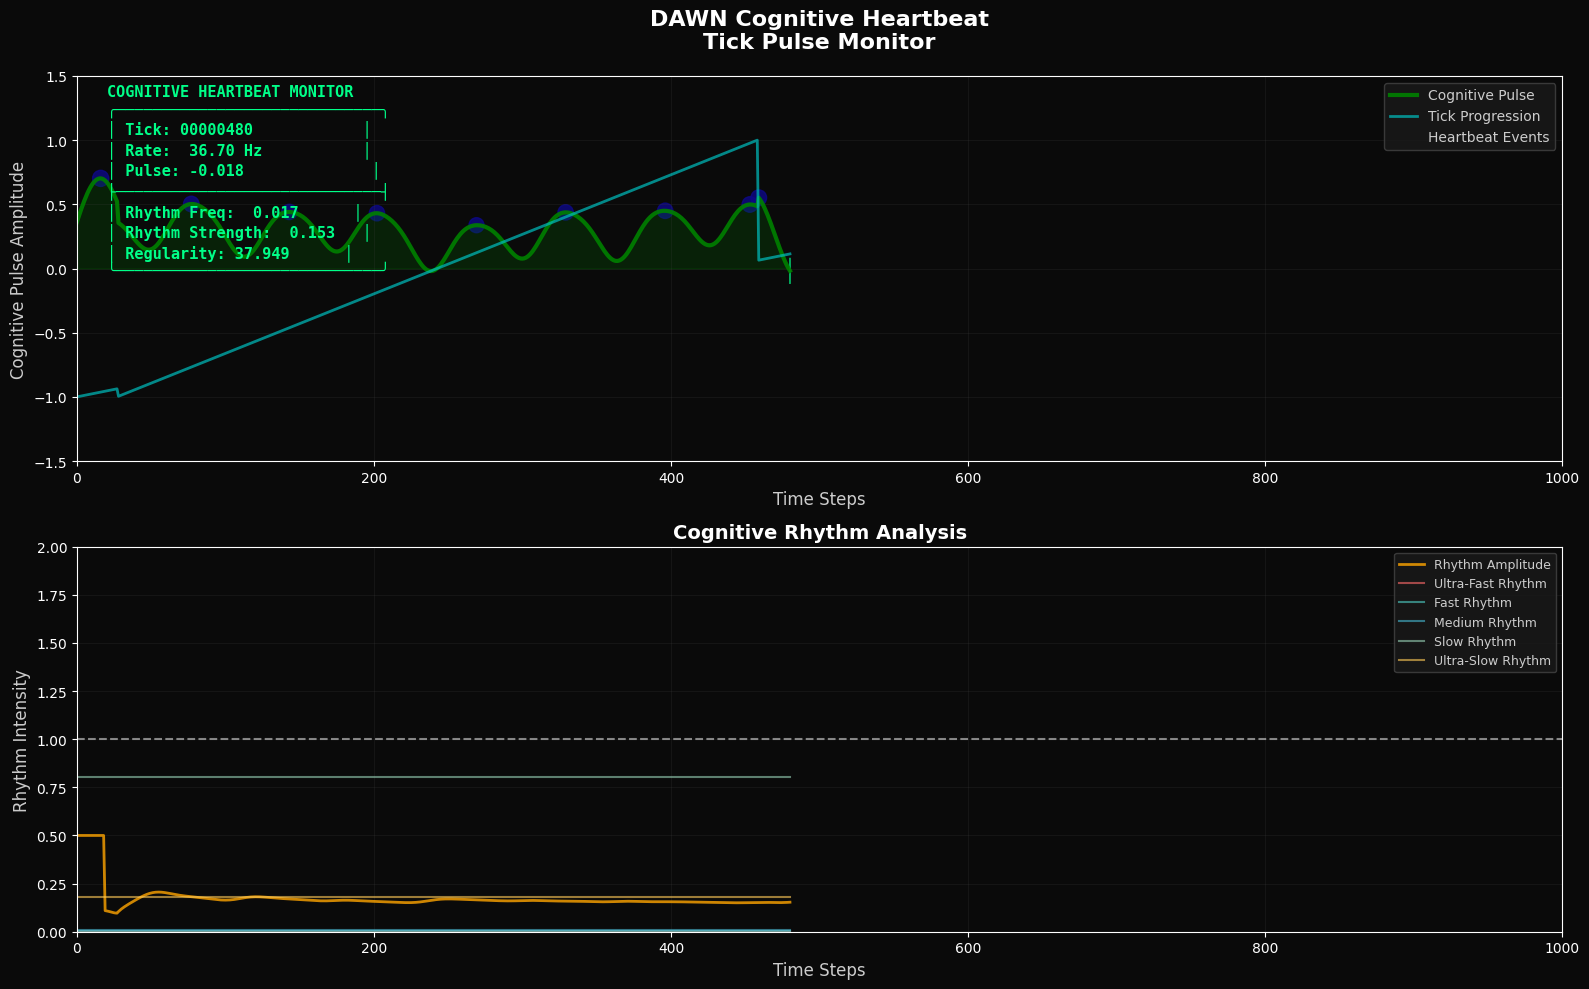 DAWN Cognitive Heartbeat
Tick Pulse Monitor
COGNITIVE HEARTBEAT MONITOR
Tick: 00000480
Rate:  36.70 Hz
Pulse: -0.018
Rhythm Freq:  0.017
Rhythm Strength:  0.153
Regularity: 37.949
Cognitive Pulse
Tick Progression
Heartbeat Events
Cognitive Pulse Amplitude
1.5
1.0
0.5
0.0
−0.5
−1.0
−1.5
0 200 400 600 800 1000
Time Steps
Cognitive Rhythm Analysis
Rhythm Amplitude
Ultra-Fast Rhythm
Fast Rhythm
Medium Rhythm
Slow Rhythm
Ultra-Slow Rhythm
Rhythm Intensity
2.00
1.75
1.50
1.25
1.00
0.75
0.50
0.25
0.00
0 200 400 600 800 1000
Time Steps